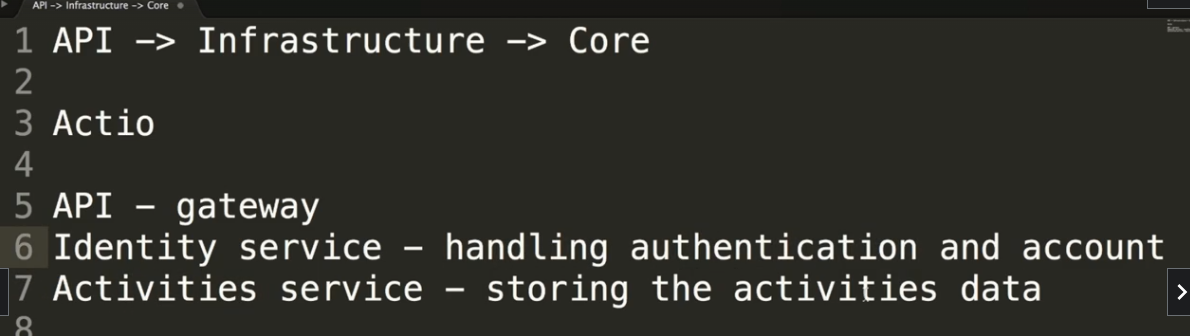 API -> Infrastructure -> Core
1 API -> Infrastructure -> Core
2
3 Actio
4
5 API - gateway
6 Identity service - handling authentication and account
7 Activities service - storing the activities data
8